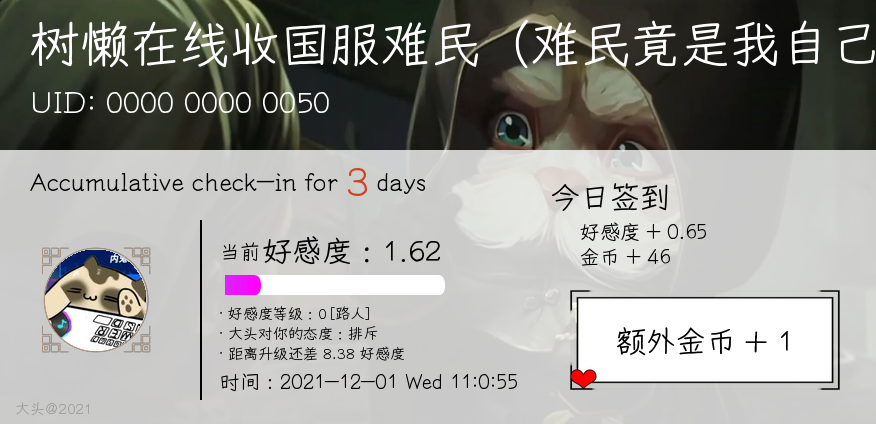 树懒在线收国服难民（难民竟是我自己
UID: 0000 0000 0050
Accumulative check-in for 3 days
今日签到
好感度 + 0.65
金币 + 46
当前好感度：1.62
· 好感度等级：0 [路人]
· 大头对你的态度：排斥
· 距离升级还差 8.38 好感度
额外金币 + 1
时间：2021-12-01 Wed 11:0:55
大头@2021